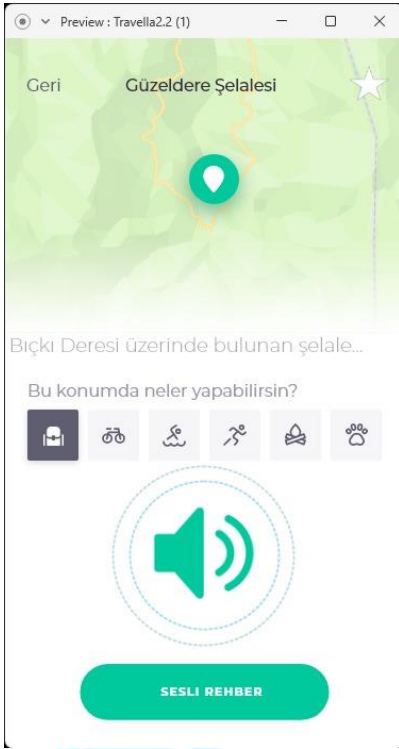 Preview : Travella2.2 (1)
Geri Güzeldere Şelalesi
Bıçkı Deresi üzerinde bulunan şelale...
Bu konumda neler yapabilirsin?
SESLI REHBER